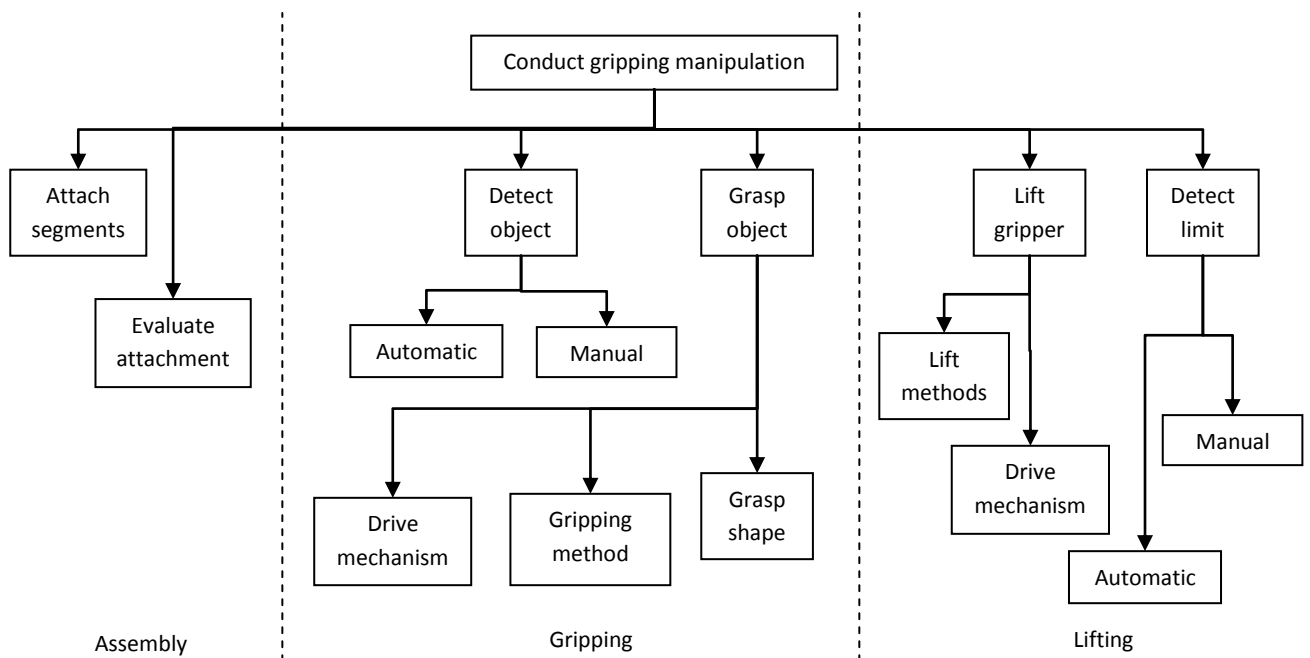 Conduct gripping manipulation
Attach
segments
Detect
object
Grasp
object
Lift
gripper
Detect
limit
Evaluate
attachment
Automatic
Manual
Lift
methods
Manual
Drive
mechanism
Gripping
method
Grasp
shape
Drive
mechanism
Automatic
Assembly
Gripping
Lifting